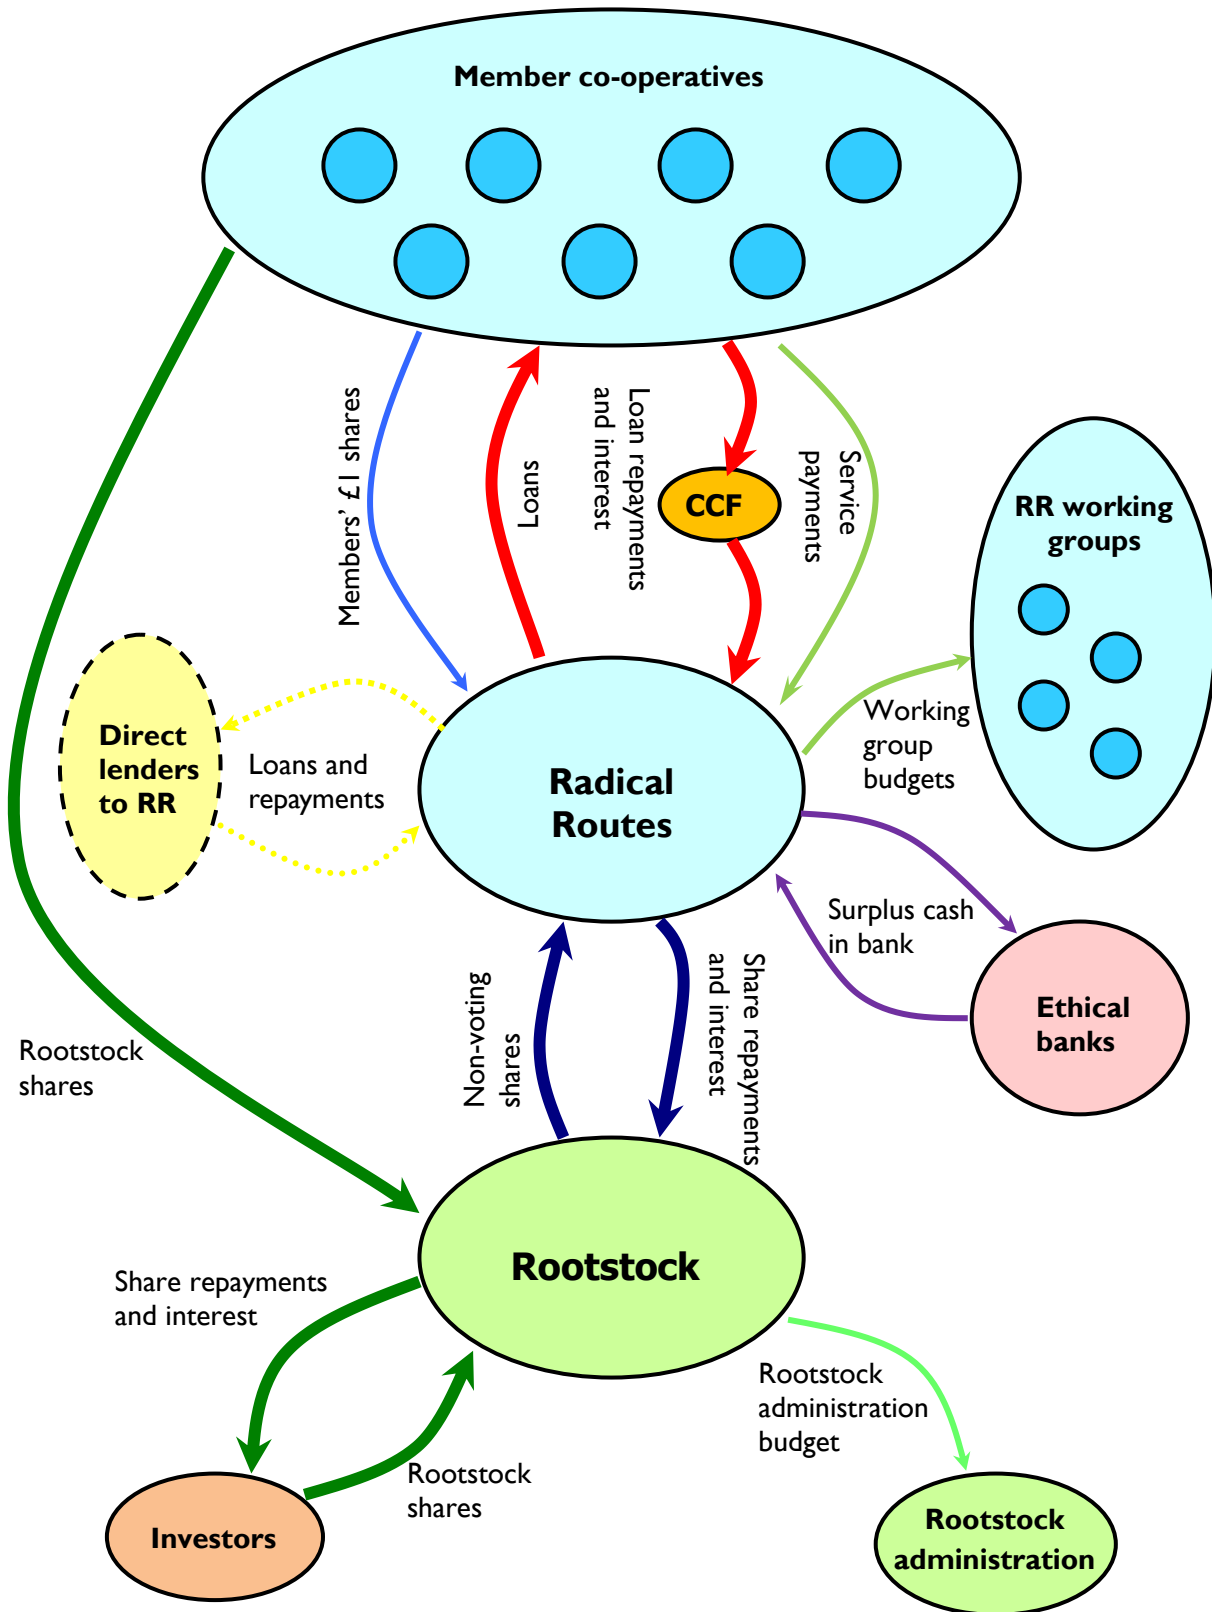 Member co-operatives
Members’ £1 shares
Loans
Loan repayments
and interest
CCF
Service
payments
RR working
groups
Working
group
budgets
Direct
lenders
to RR
Loans and
repayments
Radical
Routes
Surplus cash
in bank
Ethical
banks
Non-voting
shares
Share repayments
and interest
Rootstock
shares
Rootstock
Share repayments
and interest
Rootstock
administration
budget
Rootstock
shares
Investors
Rootstock
administration